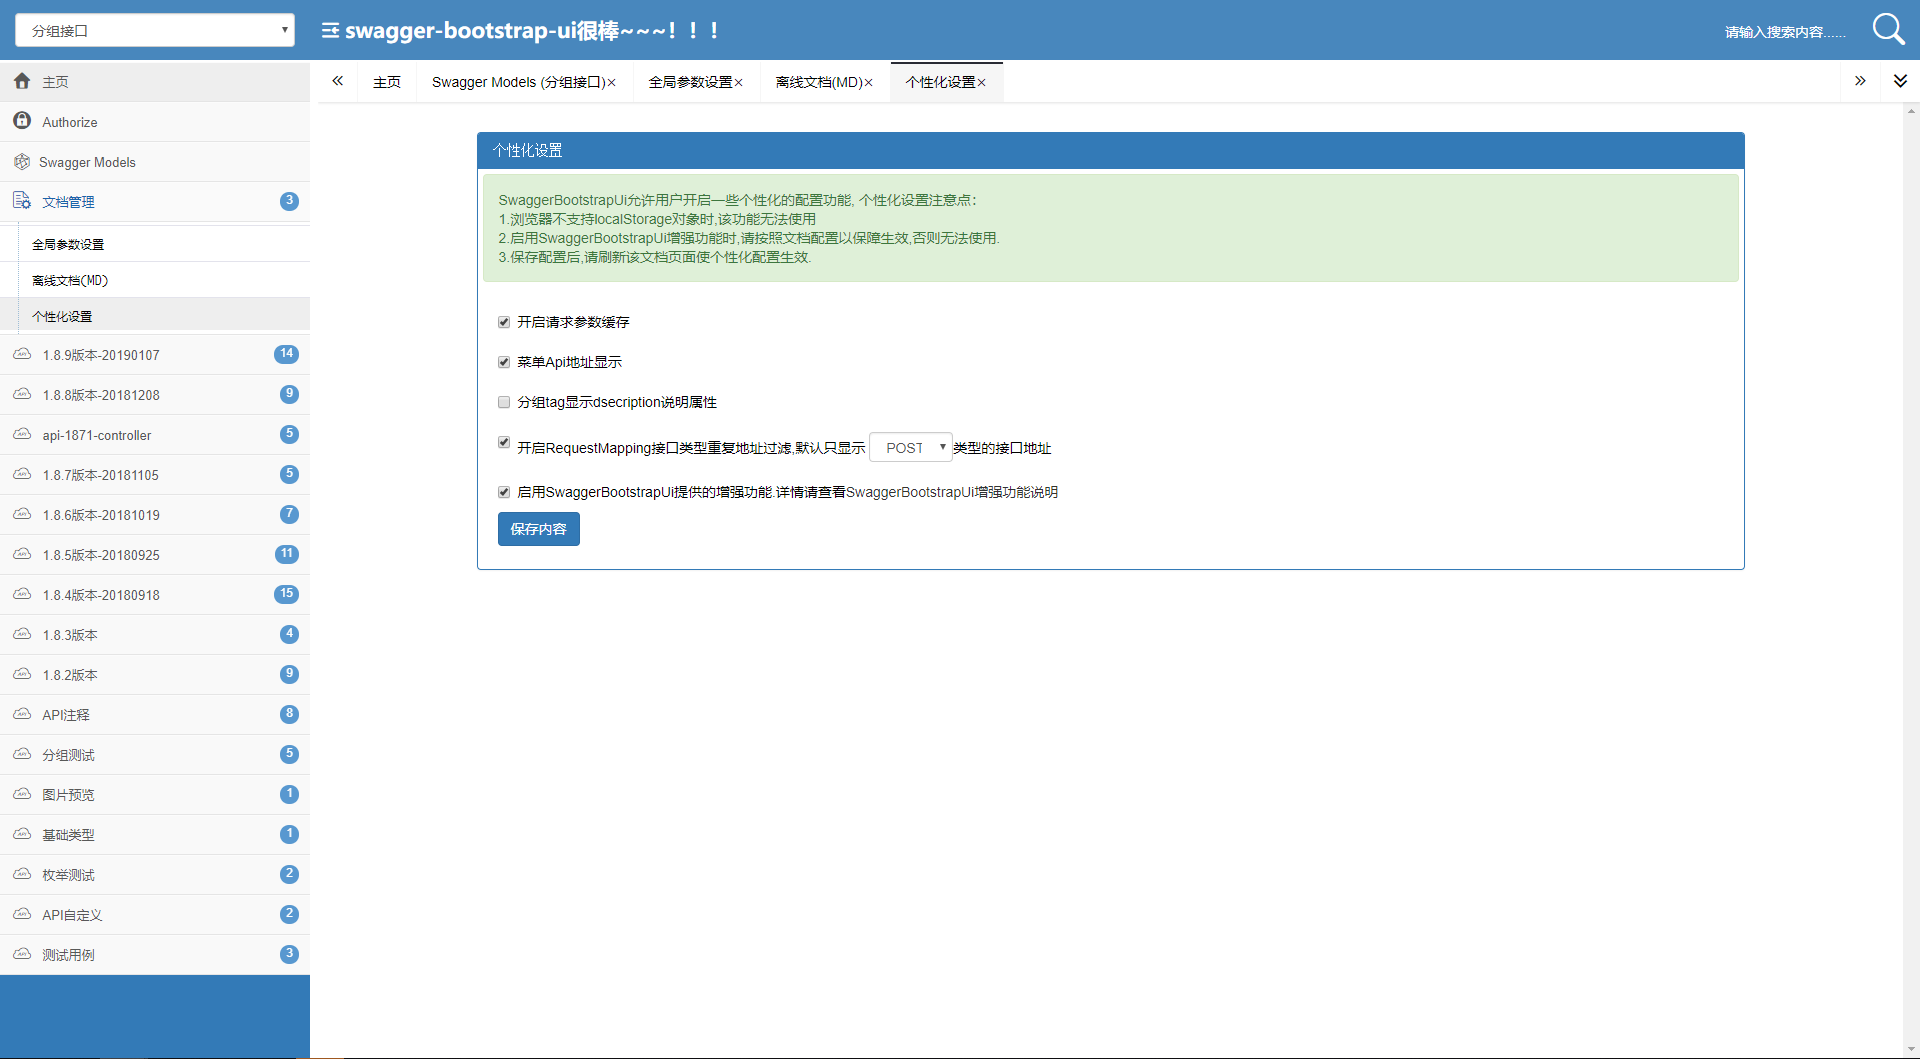 分组接口
swagger-bootstrap-ui很棒~~~！！！
请输入搜索内容......
主页
Authorize
Swagger Models
文档管理 3
全局参数设置
离线文档(MD)
个性化设置
1.8.9版本-20190107 14
1.8.8版本-20181208 9
api-1871-controller 5
1.8.7版本-20181105 5
1.8.6版本-20181019 7
1.8.5版本-20180925 11
1.8.4版本-20180918 15
1.8.3版本 4
1.8.2版本 9
API注释 8
分组测试 5
图片预览 1
基础类型 1
枚举测试 2
API自定义 2
测试用例 3
主页 Swagger Models (分组接口)× 全局参数设置× 离线文档(MD)× 个性化设置×
个性化设置
SwaggerBootstrapUi允许用户开启一些个性化的配置功能, 个性化设置注意点：
1.浏览器不支持localStorage对象时,该功能无法使用
2.启用SwaggerBootstrapUi增强功能时,请按照文档配置以保障生效,否则无法使用.
3.保存配置后,请刷新该文档页面使个性化配置生效.
开启请求参数缓存
菜单Api地址显示
分组tag显示dsecription说明属性
开启RequestMapping接口类型重复地址过滤,默认只显示 POST 类型的接口地址
启用SwaggerBootstrapUi提供的增强功能.详情请查看SwaggerBootstrapUi增强功能说明
保存内容